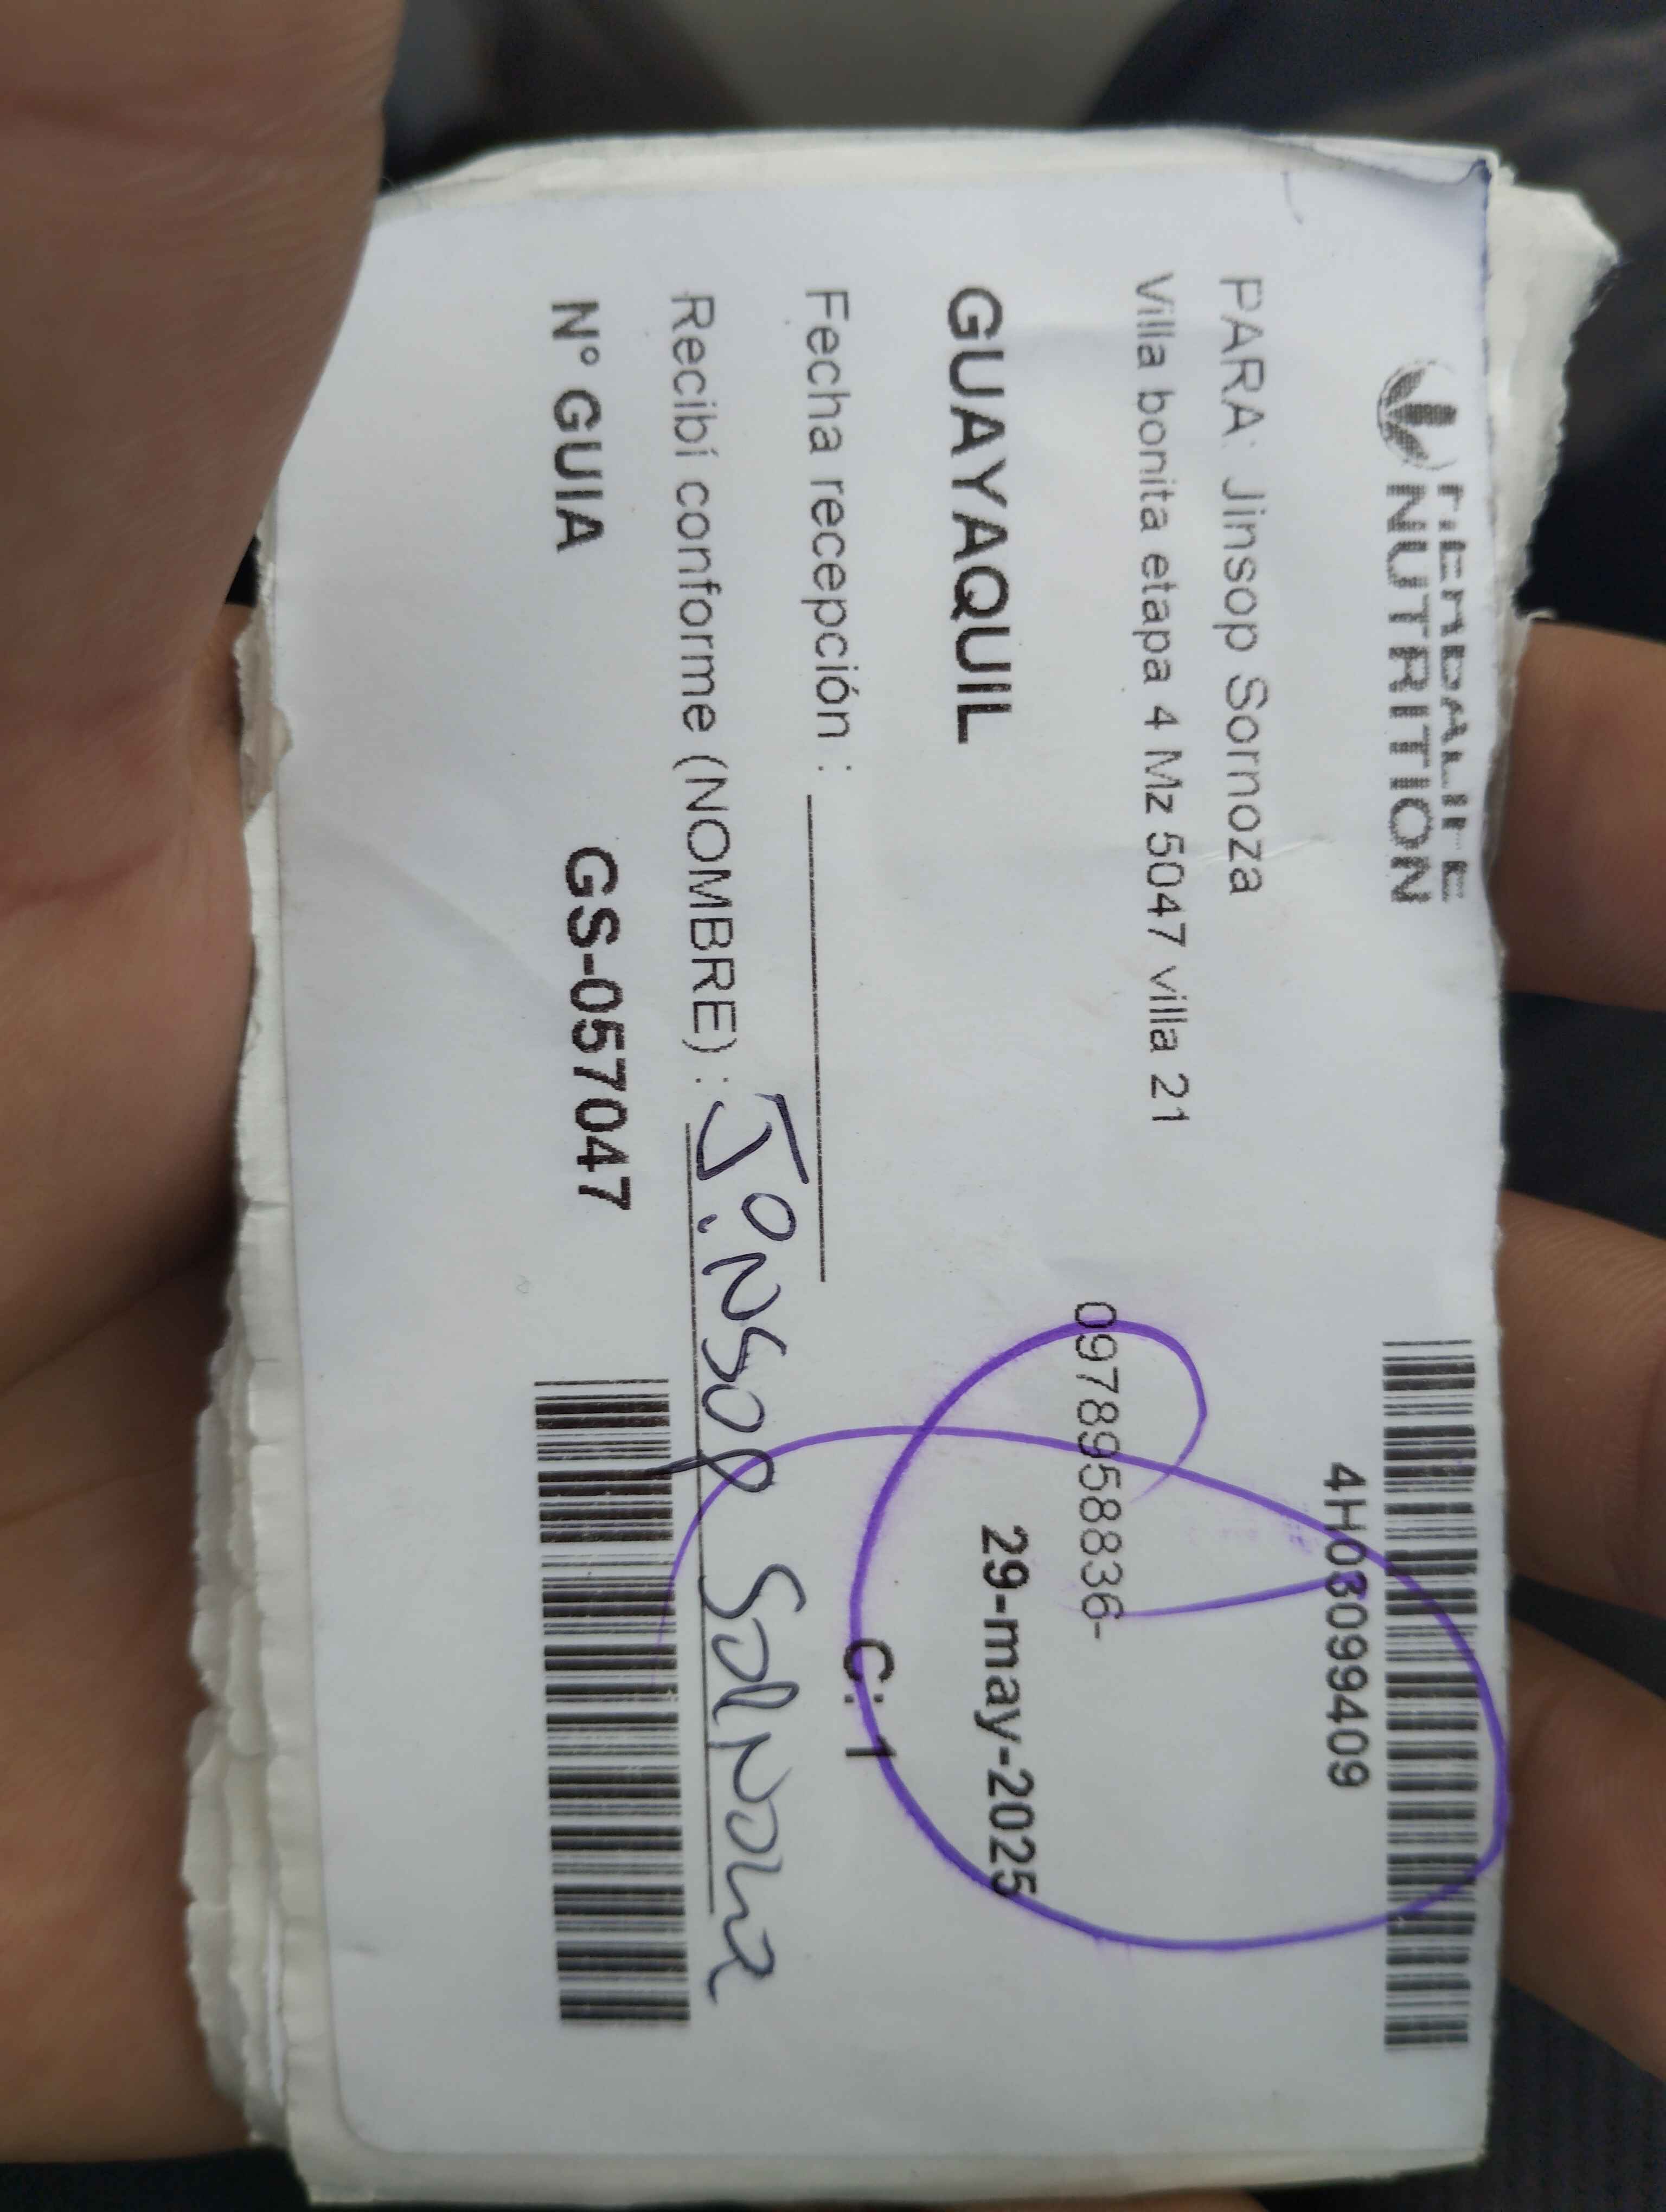 HERBALIFE
NUTRITION
4H03099409
PARA: Jinsop Sornoza
Villa bonita etapa 4 Mz 5047 villa 21
0978958836-
GUAYAQUIL
29-may-2025
Fecha recepción :
C: 1
Recibí conforme (NOMBRE) : Jinsop Sornoza
N° GUIA
GS-057047